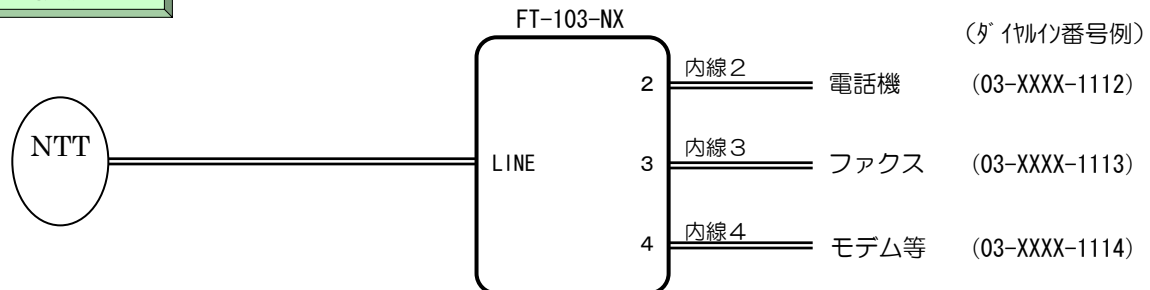 FT-103-NX
(ﾀﾞｲﾔﾙｲﾝ番号例)
内線2
2
電話機
(03-XXXX-1112)
NTT
LINE
内線3
3
ファクス
(03-XXXX-1113)
内線4
4
モデム等
(03-XXXX-1114)